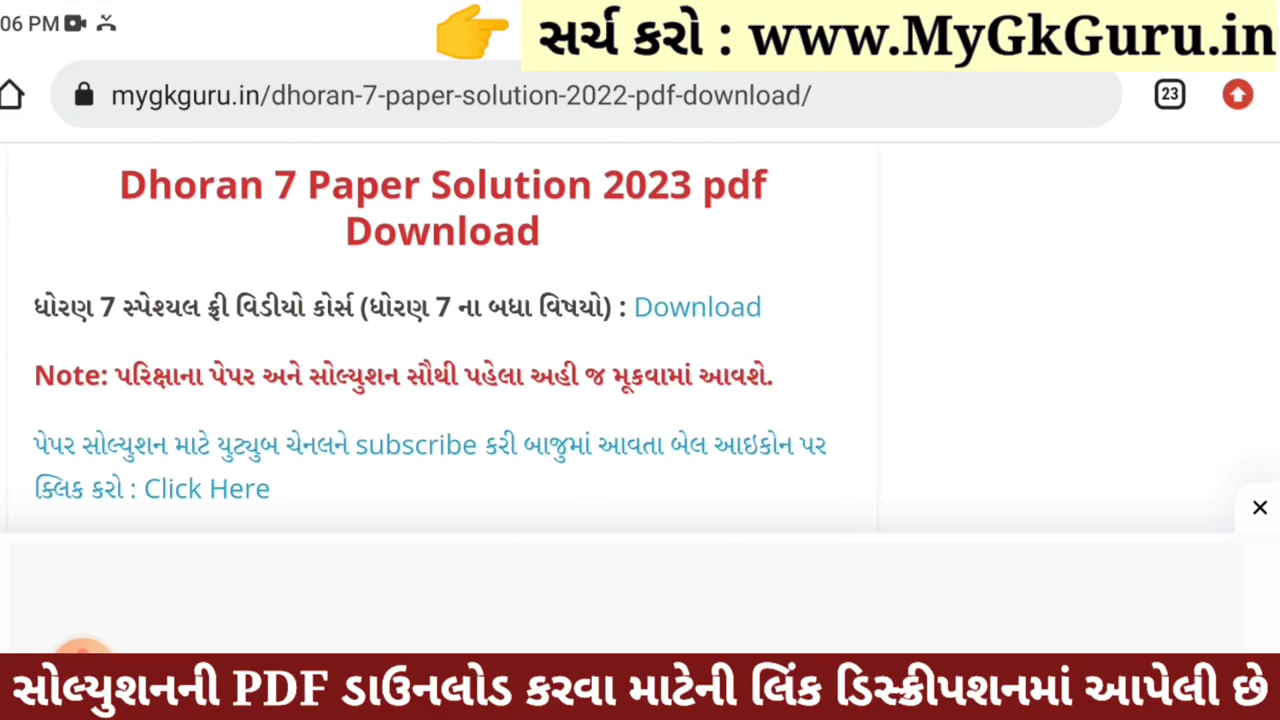 06 PM
સર્ચ કરો : www.MyGkGuru.in
mygkguru.in/dhoran-7-paper-solution-2022-pdf-download/
23
Dhoran 7 Paper Solution 2023 pdf
Download
ધોરણ 7 સ્પેશ્યલ ફ્રી વિડીયો કોર્સ (ધોરણ 7 ના બધા વિષયો) : Download
Note: પરિક્ષાના પેપર અને સોલ્યુશન સૌથી પહેલા અહી જ મૂકવામાં આવશે.
પેપર સોલ્યુશન માટે યુટ્યુબ ચેનલને subscribe કરી બાજુમાં આવતા બેલ આઇકોન પર
ક્લિક કરો : Click Here
સોલ્યુશનની PDF ડાઉનલોડ કરવા માટેની લિંક ડિસ્ક્રીપશનમાં આપેલી છે